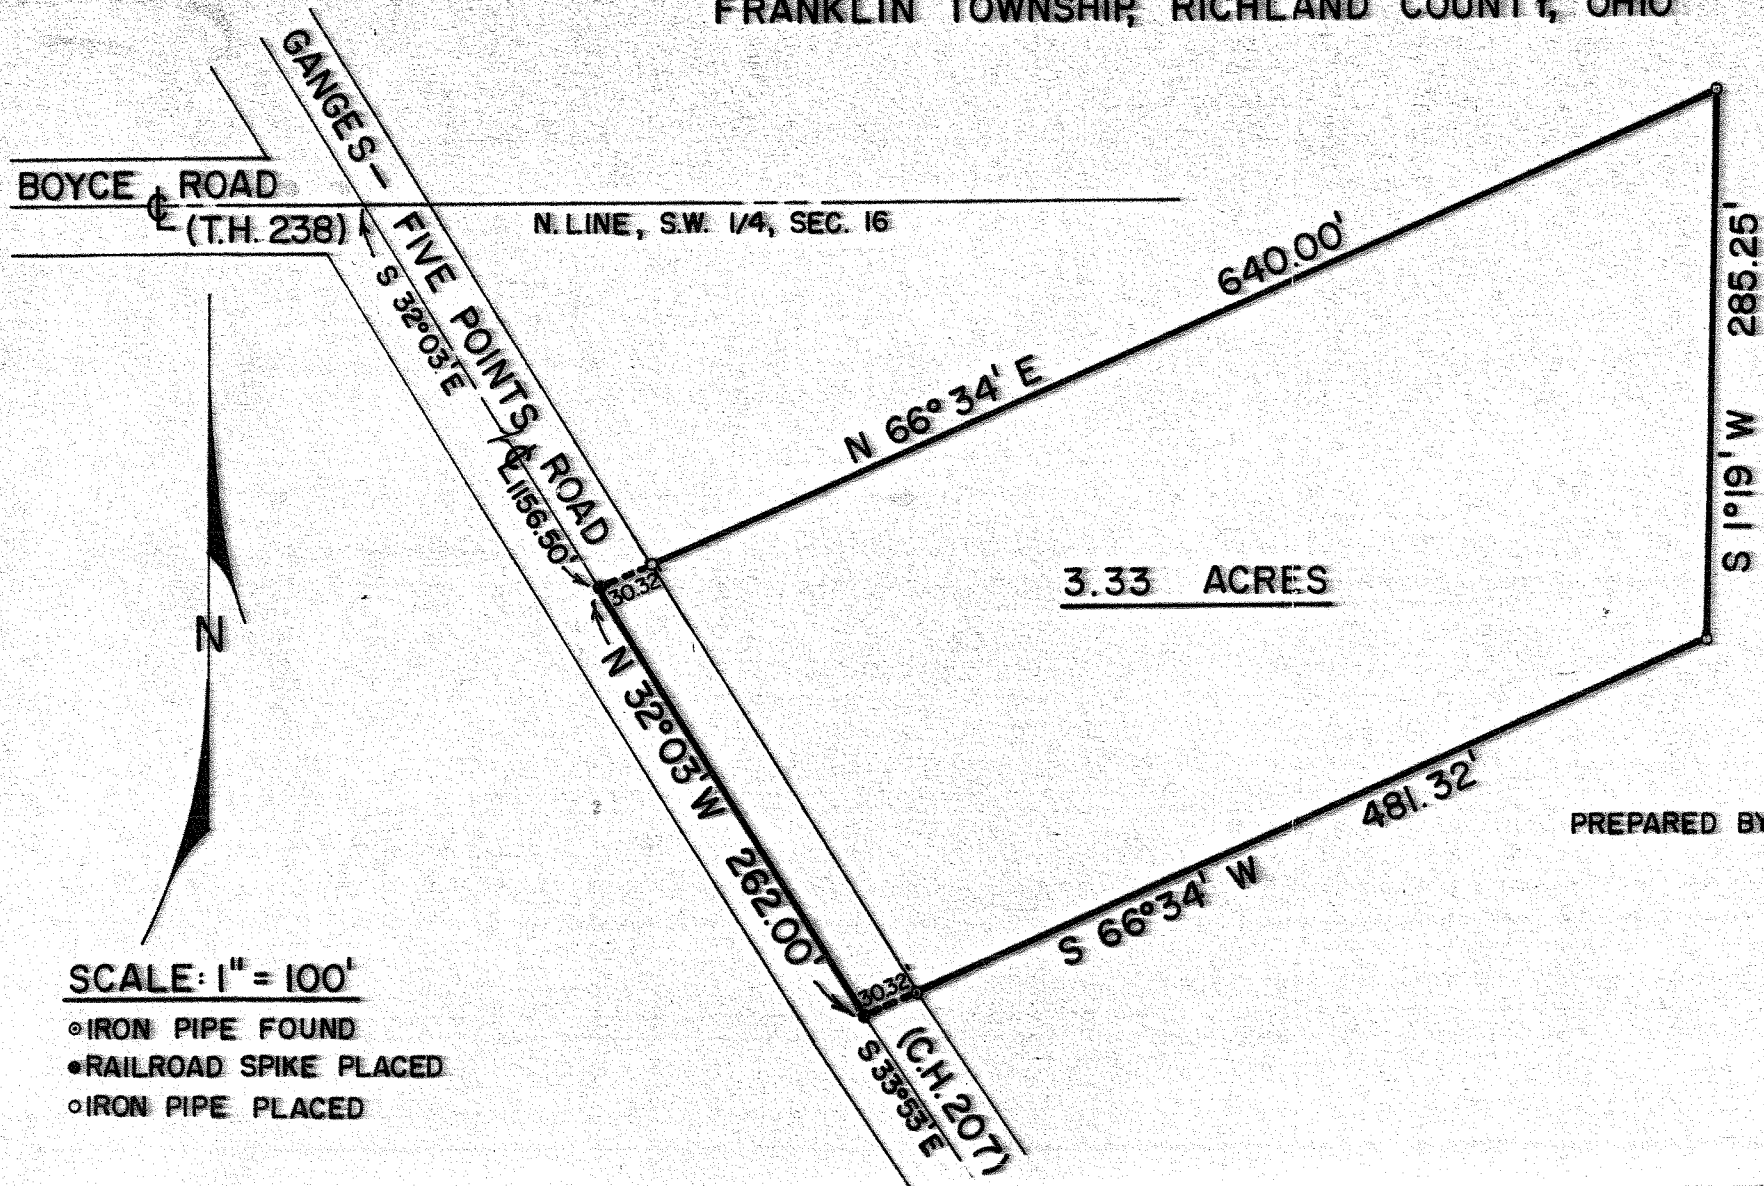 FRANKLIN TOWNSHIP, RICHLAND COUNTY, OHIO
GANGES - FIVE POINTS ROAD
BOYCE ROAD
℄
(T.H. 238)
N. LINE, S.W. 1/4, SEC. 16
S 32°03' E
℄
1156.50'
640.00'
N 66° 34' E
285.25'
S 1°19' W
30.32'
3.33 ACRES
N
N 32°03' W 262.00'
481.32'
S 66°34' W
PREPARED BY
30.32'
(C.H. 207)
S 33°53' E
SCALE: 1" = 100'
IRON PIPE FOUND
RAILROAD SPIKE PLACED
IRON PIPE PLACED